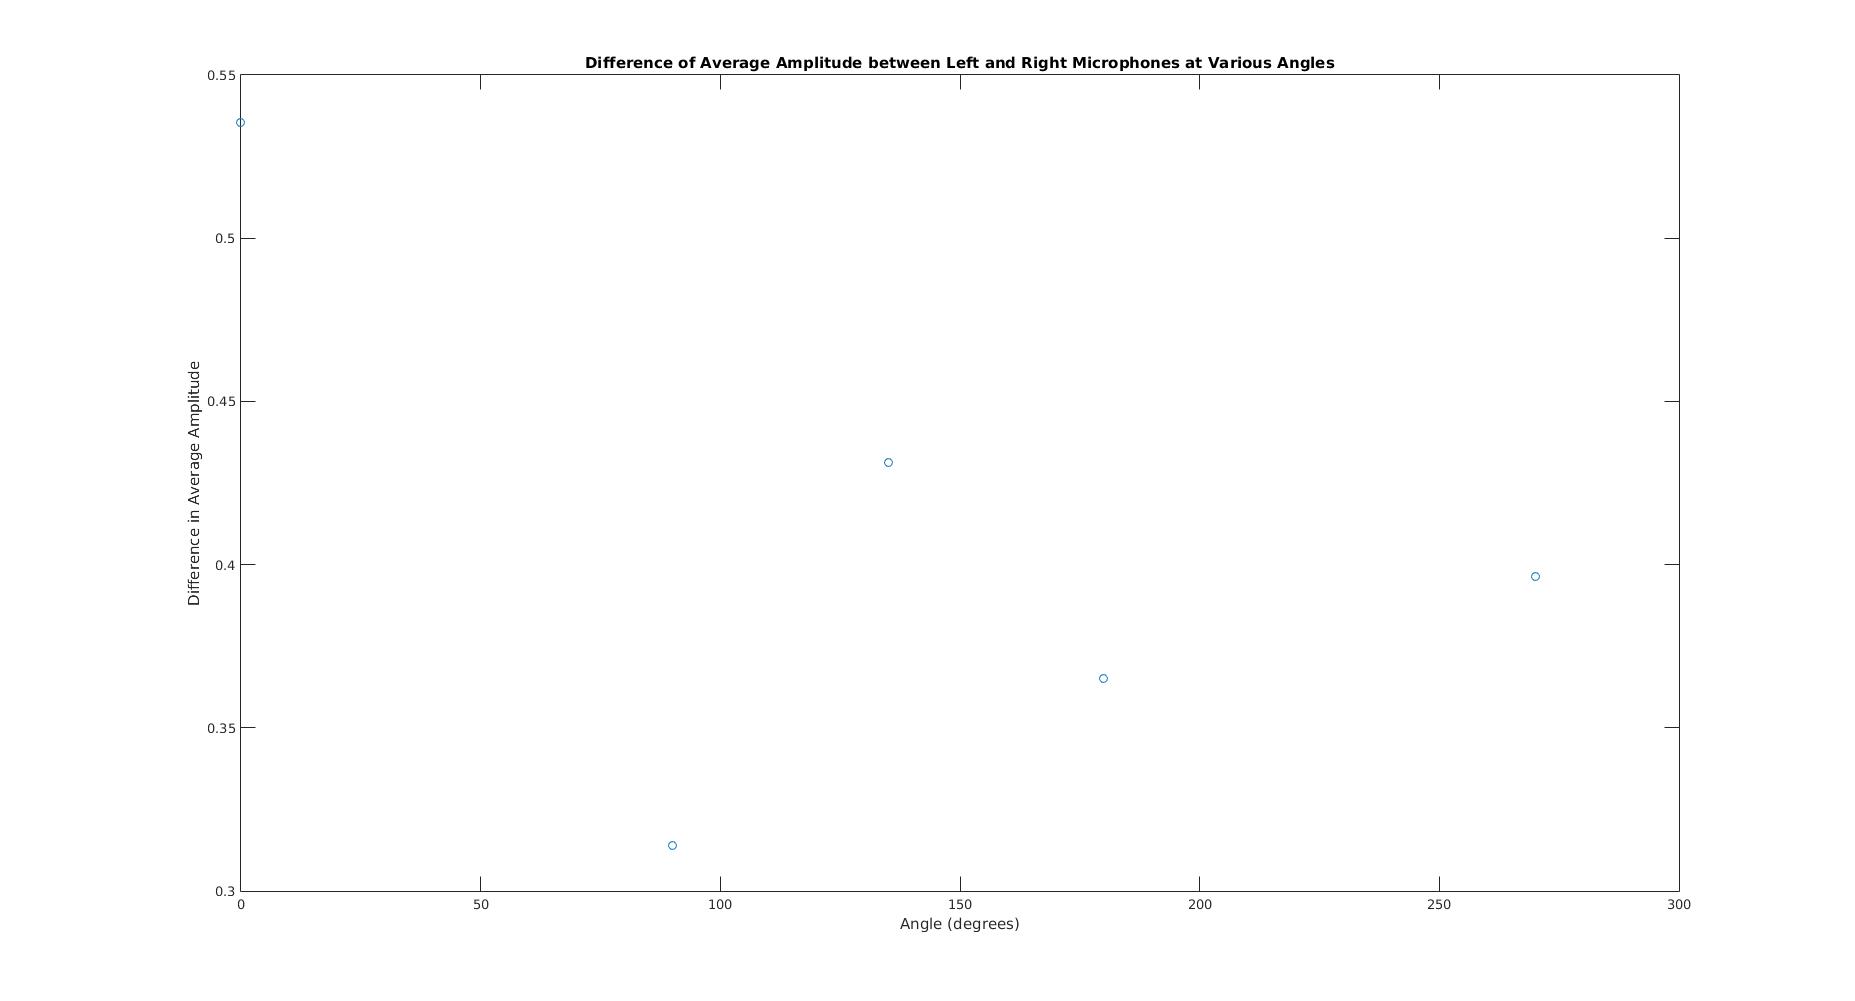 Difference of Average Amplitude between Left and Right Microphones at Various Angles
0.55
0.5
0.45
0.4
0.35
0.3
Difference in Average Amplitude
0 50 100 150 200 250 300
Angle (degrees)